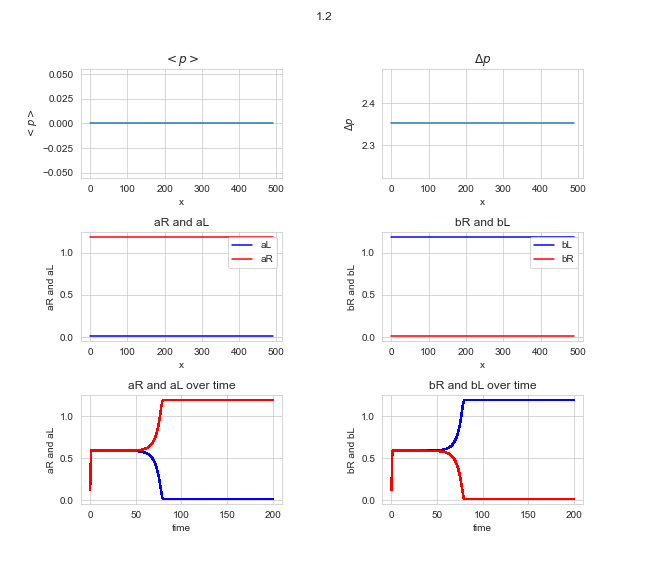 1.2
< p >
Δp
0.050
0.025
0.000
−0.025
−0.050
< p >
0 100 200 300 400 500
x
2.4
2.3
Δp
0 100 200 300 400 500
x
aR and aL
bR and bL
1.0
0.5
0.0
aR and aL
aL
aR
0 100 200 300 400 500
x
1.0
0.5
0.0
bR and bL
bL
bR
0 100 200 300 400 500
x
aR and aL over time
bR and bL over time
1.0
0.5
0.0
aR and aL
0 50 100 150 200
time
1.0
0.5
0.0
bR and bL
0 50 100 150 200
time